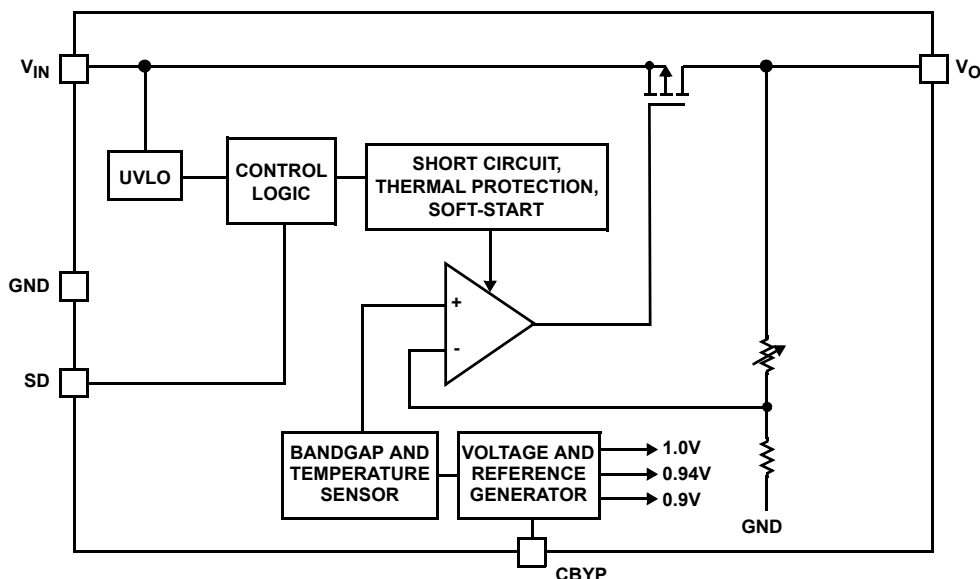 VIN
VO
UVLO
CONTROL
LOGIC
SHORT CIRCUIT,
THERMAL PROTECTION,
SOFT-START
GND
+
-
SD
BANDGAP AND
TEMPERATURE
SENSOR
VOLTAGE AND
REFERENCE
GENERATOR
1.0V
0.94V
0.9V
GND
CBYP